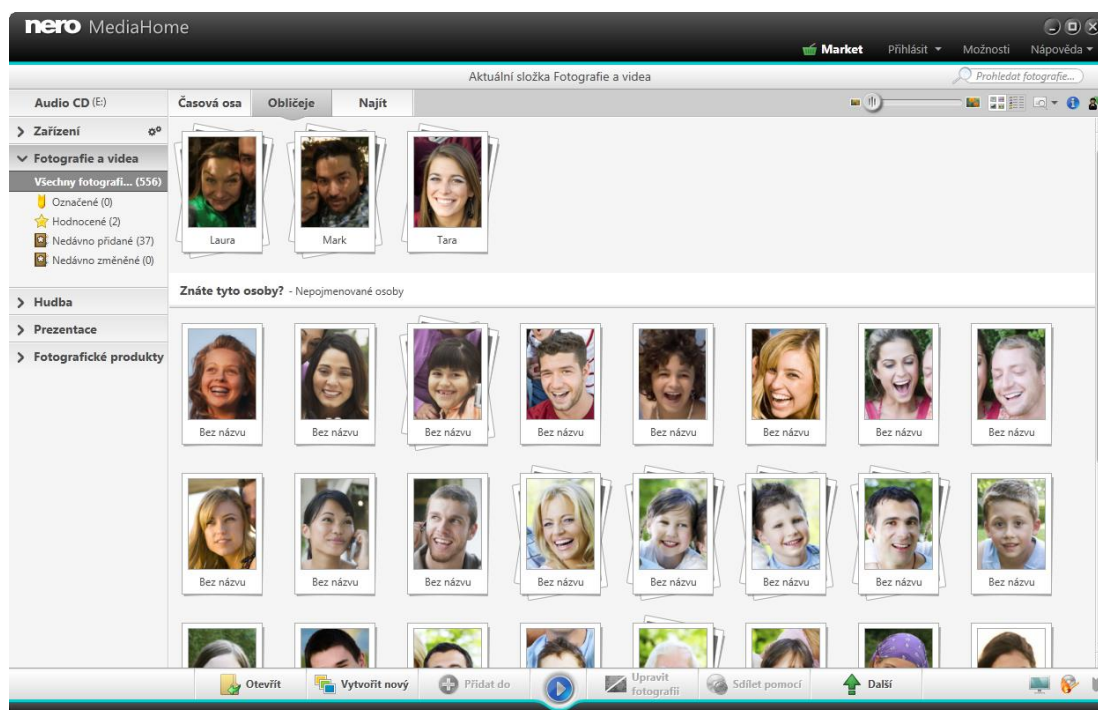 nero MediaHome
Market Přihlásit Možnosti Nápověda
Aktuální složka Fotografie a videa
Prohledat fotografie...
Audio CD (E:)
Časová osa Obličeje Najít
Zařízení
Fotografie a videa
Všechny fotografi... (556)
Označené (0)
Hodnocené (2)
Nedávno přidané (37)
Nedávno změněné (0)
Hudba
Prezentace
Fotografické produkty
Laura Mark Tara
Znáte tyto osoby? - Nepojmenované osoby
Bez názvu Bez názvu Bez názvu Bez názvu Bez názvu Bez názvu Bez názvu Bez názvu
Bez názvu Bez názvu Bez názvu Bez názvu Bez názvu Bez názvu Bez názvu Bez názvu
Otevřít Vytvořit nový Přidat do Upravit fotografii Sdílet pomocí Další